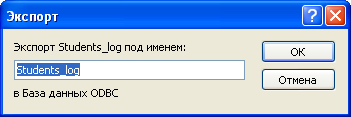 Экспорт
Экспорт Students_log под именем:
OK
Students_log
Отмена
в База данных ODBC